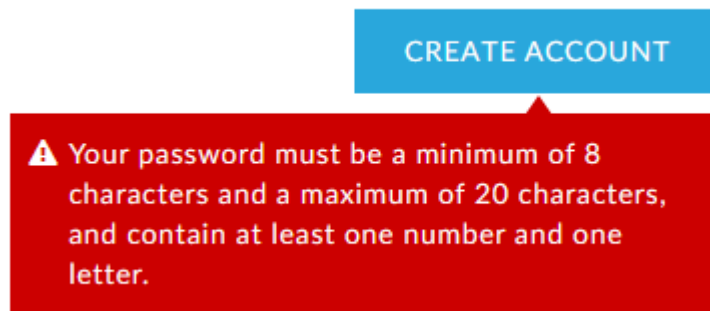 CREATE ACCOUNT
Your password must be a minimum of 8
characters and a maximum of 20 characters,
and contain at least one number and one
letter.